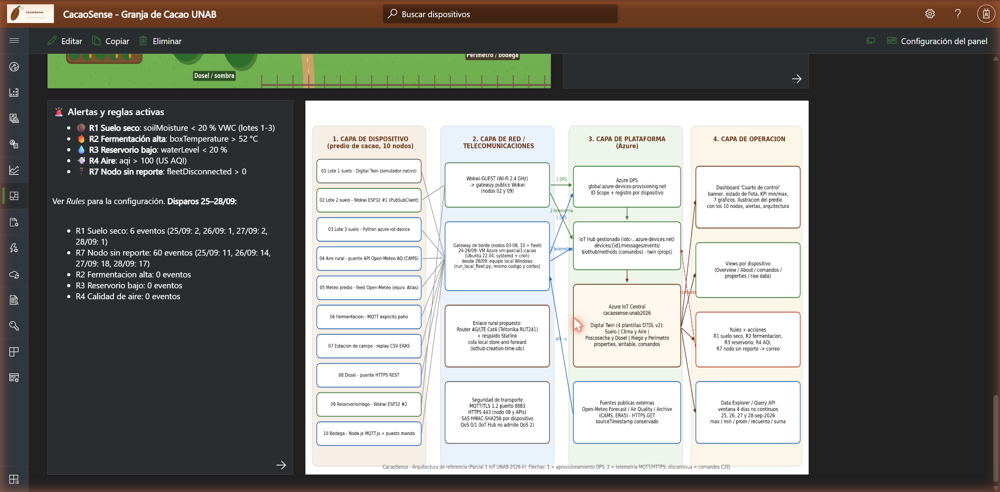 CacaoSense
CacaoSense - Granja de Cacao UNAB
Buscar dispositivos
Editar
Copiar
Eliminar
Configuración del panel
Perimetro / bodega
Dosel / sombra
Alertas y reglas activas
R1 Suelo seco: soilMoisture < 20 % VWC (lotes 1-3)
R2 Fermentación alta: boxTemperature > 52 °C
R3 Reservorio bajo: waterLevel < 20 %
R4 Aire: aqi > 100 (US AQI)
R7 Nodo sin reporte: fleetDisconnected > 0
Ver Rules para la configuración. Disparos 25–28/09:
R1 Suelo seco: 6 eventos (25/09: 2, 26/09: 1, 27/09: 2,
28/09: 1)
R7 Nodo sin reporte: 60 eventos (25/09: 11, 26/09: 14,
27/09: 18, 28/09: 17)
R2 Fermentacion alta: 0 eventos
R3 Reservorio bajo: 0 eventos
R4 Calidad de aire: 0 eventos
1. CAPA DE DISPOSITIVO
(predio de cacao, 10 nodos)
01 Lote 1 suelo - Digital Twin (simulador nativo)
02 Lote 2 suelo - Wokwi ESP32 #1 (PubSubClient)
03 Lote 3 suelo - Python azure-iot-device
04 Aire rural - puente API Open-Meteo AQ (CAMS)
05 Meteo predio - feed Open-Meteo (equiv. Atlas)
06 Fermentacion - MQTT explicito paho
07 Estacion de campo - replay CSV ERA5
08 Dosel - puente HTTPS REST
09 Reservorio/riego - Wokwi ESP32 #2
10 Bodega - Node.js MQTT.js + puesto mando
2. CAPA DE RED /
TELECOMUNICACIONES
Wokwi-GUEST (Wi-Fi 2.4 GHz)
-> gateway publico Wokwi
(nodos 02 y 09)
Gateway de borde (nodos 03-08, 10 + fleet)
24-26/09: VM Azure vm-parcial1-cacao
(Ubuntu 22.04, systemd + cron)
desde 26/09: equipo local Windows
(run_local_fleet.py, mismo codigo y cortes)
Enlace rural propuesto:
Router 4G/LTE Cat4 (Teltonika RUT241)
+ respaldo Starlink
cola local store-and-forward
(iothub-creation-time-utc)
Seguridad de transporte
MQTT/TLS 1.2 puerto 8883
HTTPS 443 (nodo 08 y APIs)
SAS HMAC-SHA256 por dispositivo
QoS 0/1 (IoT Hub no admite QoS 2)
1 DPS
2 telemetria
1 DPS
2 telemetria
API ->
3. CAPA DE PLATAFORMA
(Azure)
Azure DPS
global.azure-devices-provisioning.net
ID Scope + registro por dispositivo
IoT Hub gestionado (iotc-...azure-devices.net)
devices/{id}/messages/events/
$iothub/methods (comandos) - twin (props)
Azure IoT Central
cacaosense-unab2026
Digital Twin (4 plantillas DTDL v2):
Suelo | Clima y Aire |
Poscosecha y Dosel | Riego y Perimetro
properties, writable, comandos
Fuentes publicas externas
Open-Meteo Forecast / Air Quality / Archive
(CAMS, ERA5) - HTTPS GET
sourceTimestamp conservado
comando
4. CAPA DE OPERACION
Dashboard 'Cuarto de control'
banner, estado de flota, KPI min/max,
7 graficos, ilustracion del predio
con los 10 nodos, alertas, arquitectura
Views por dispositivo
(Overview / About / comandos /
properties / raw data)
Rules + acciones
R1 suelo seco, R2 fermentacion,
R3 reservorio, R4 AQI,
R7 nodo sin reporte -> correo
Data Explorer / Query API
ventana 4 dias no continuos
25, 26, 27 y 28-sep-2026
max / min / prom / recuento / suma
CacaoSense - Arquitectura de referencia (Parcial 1 IoT UNAB 2026-II). Flechas: 1 = aprovisionamiento DPS, 2 = telemetria MQTT/HTTPS; discontinua = comandos C2D.